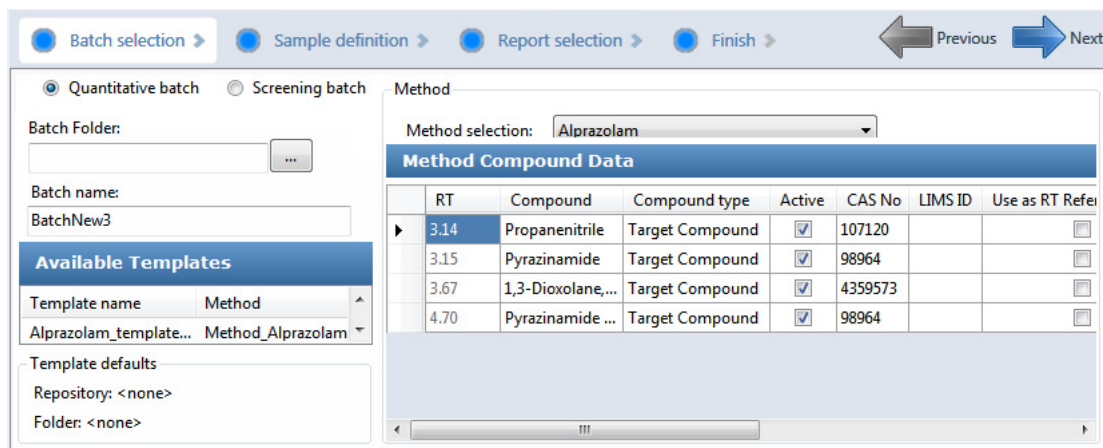 Batch selection Sample definition Report selection Finish Previous Next
Quantitative batch Screening batch
Batch Folder:
...
Batch name:
BatchNew3
Available Templates
Template name Method
Alprazolam_template... Method_Alprazolam
Template defaults
Repository: <none>
Folder: <none>
Method
Method selection: Alprazolam
Method Compound Data
RT Compound Compound type Active CAS No LIMS ID Use as RT Refer
3.14 Propanenitrile Target Compound 107120
3.15 Pyrazinamide Target Compound 98964
3.67 1,3-Dioxolane,... Target Compound 4359573
4.70 Pyrazinamide ... Target Compound 98964